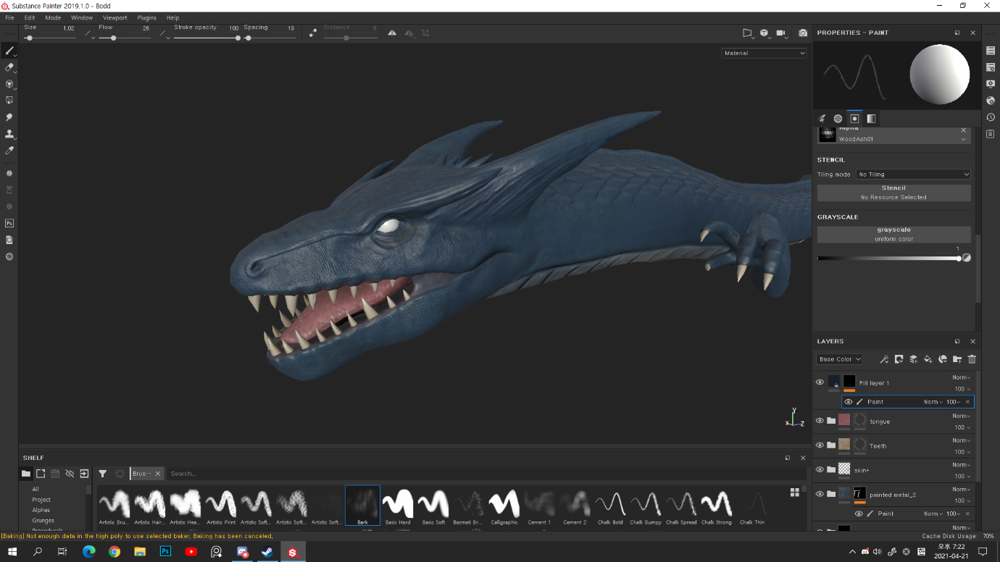 Substance Painter 2019.1.0 - Bodd
File Edit Mode Window Viewport Plugins Help
Size 1,02 Flow 26 Stroke opacity 100 Spacing 19 Distance 8
Material
PROPERTIES - PAINT
Alpha
WoodAsh01
STENCIL
Tiling mode No Tiling
Stencil
No Resource Selected
GRAYSCALE
grayscale
uniform color
1
LAYERS
Base Color
Fill layer 1 Norm 100
Paint Norm 100
tongue Norm 100
Teeth Norm 100
skin+ Norm 100
painted metal_2 Norm 100
Paint Norm 100
Norm
Y
X Z
SHELF
Brus... Search...
All
Project
Alphas
Grunges
Procedurals
Artistic Bru... Artistic Hair... Artistic Hea... Artistic Print Artistic Soft... Artistic Soft... Artistic Soft... Bark Basic Hard Basic Soft Basmati Br... Calligraphic Cement 1 Cement 2 Chalk Bold Chalk Bumpy Chalk Spread Chalk Strong Chalk Thin
[Baking] Not enough data in the high poly to use selected baker, Baking has been canceled,
Cache Disk Usage: 70%
Ps
오후 7:22
2021-04-21